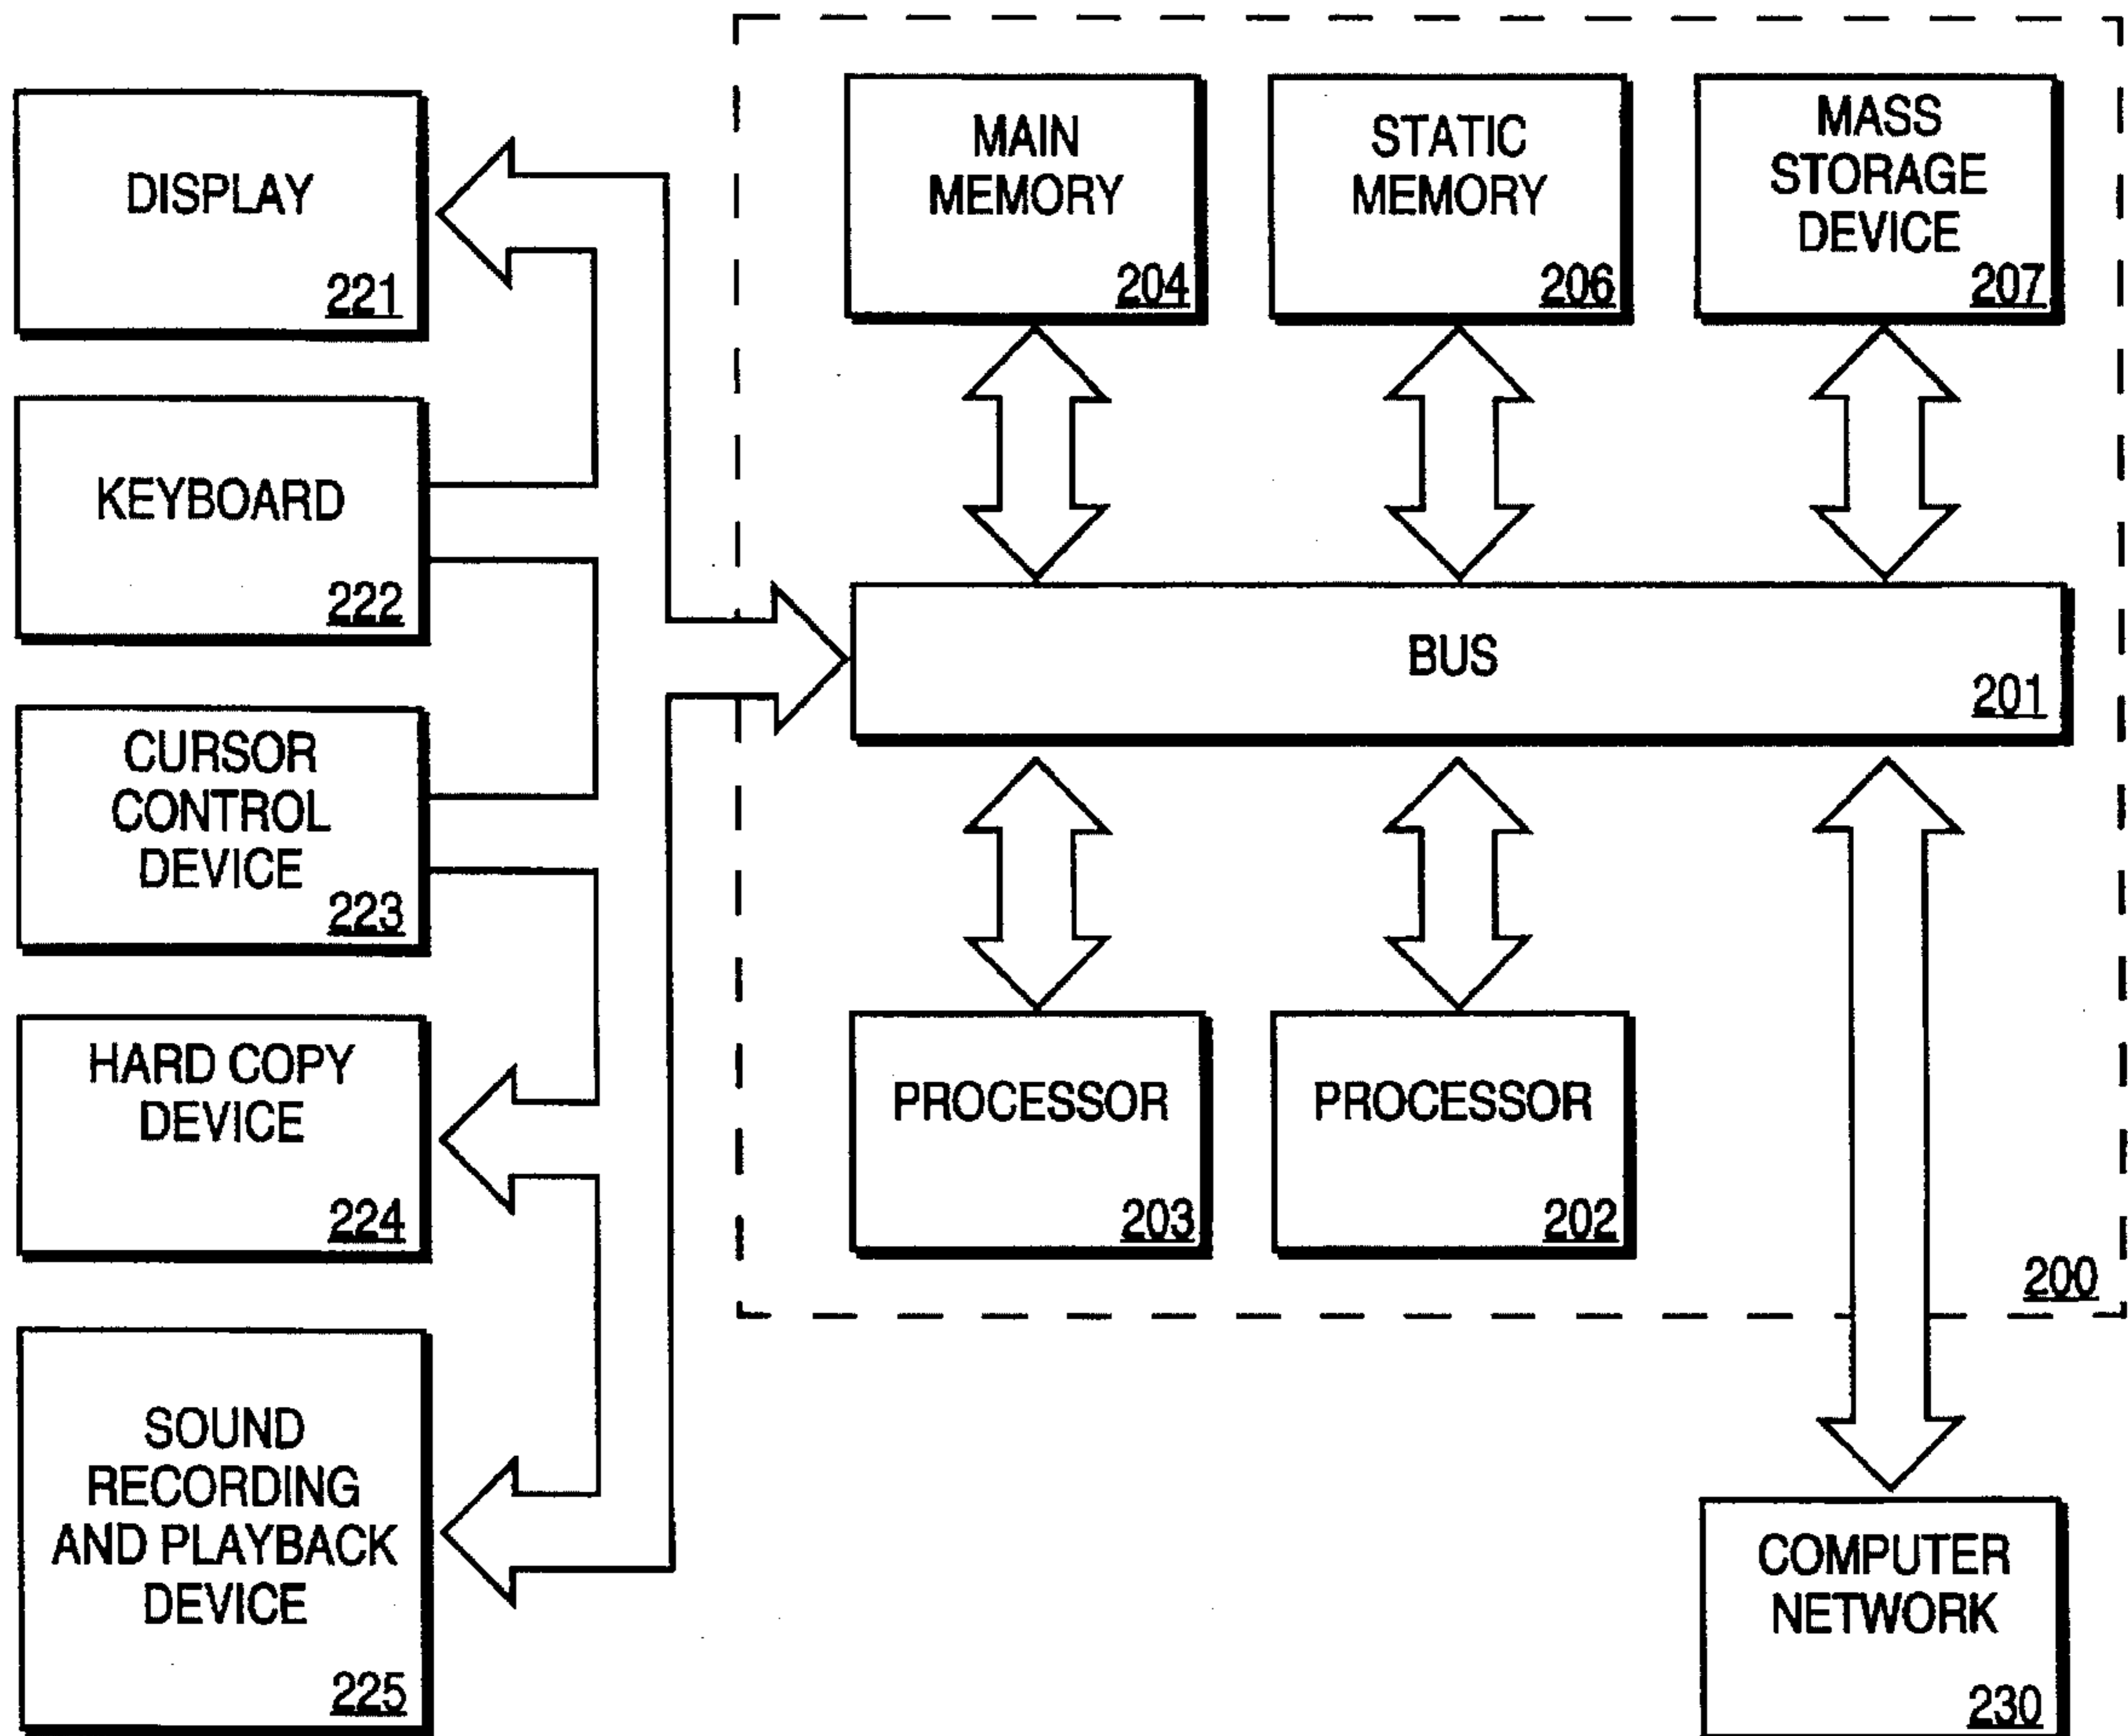 DISPLAY
221
KEYBOARD
222
CURSOR
CONTROL
DEVICE
223
HARD COPY
DEVICE
224
SOUND
RECORDING
AND PLAYBACK
DEVICE
225
MAIN
MEMORY
204
STATIC
MEMORY
206
MASS
STORAGE
DEVICE
207
BUS
201
PROCESSOR
203
PROCESSOR
202
200
COMPUTER
NETWORK
230